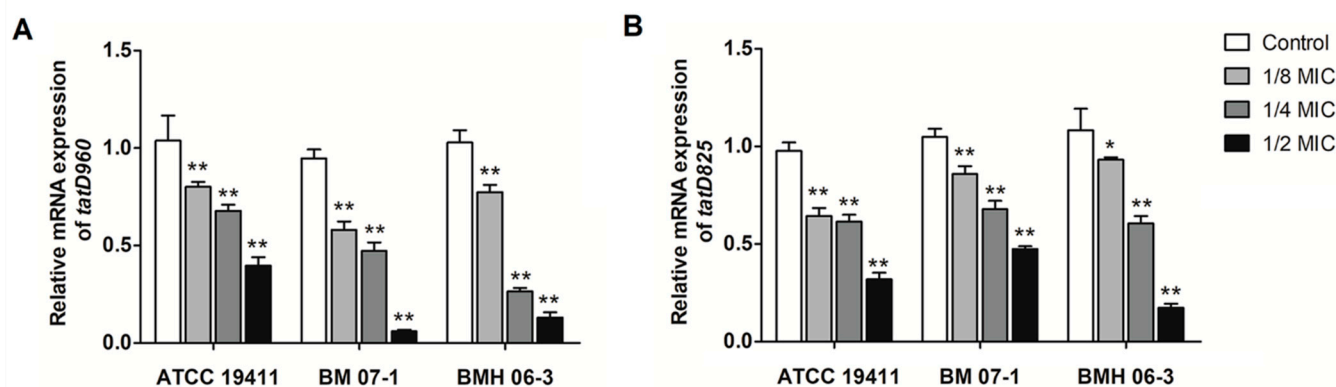 A
Relative mRNA expression
of tatD960
1.5
1.0
0.5
0.0
** ** **
** ** **
** ** **
ATCC 19411 BM 07-1 BMH 06-3
B
Relative mRNA expression
of tatD825
1.5
1.0
0.5
0.0
** ** **
** ** **
* ** **
ATCC 19411 BM 07-1 BMH 06-3
Control
1/8 MIC
1/4 MIC
1/2 MIC